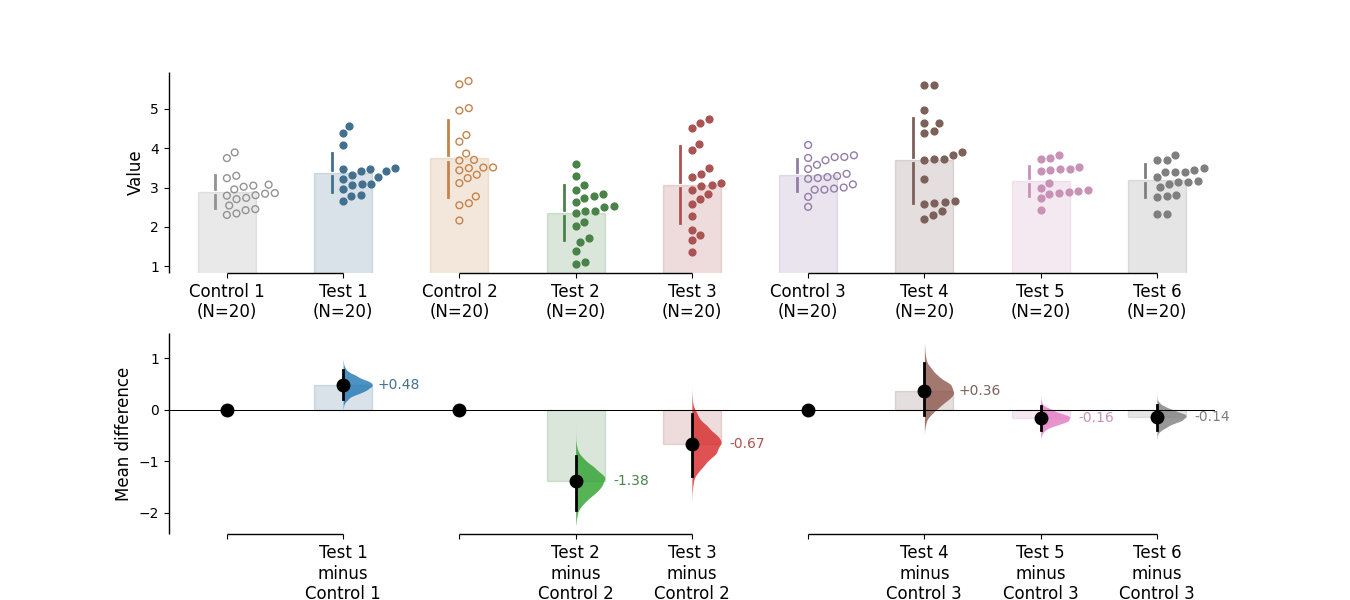 Value
5
4
3
2
1
Control 1 Test 1 Control 2 Test 2 Test 3 Control 3 Test 4 Test 5 Test 6
(N=20) (N=20) (N=20) (N=20) (N=20) (N=20) (N=20) (N=20) (N=20)
Mean difference
1
0
−1
−2
+0.48
-1.38
-0.67
+0.36
-0.16
-0.14
Test 1 Test 2 Test 3 Test 4 Test 5 Test 6
minus minus minus minus minus minus
Control 1 Control 2 Control 2 Control 3 Control 3 Control 3